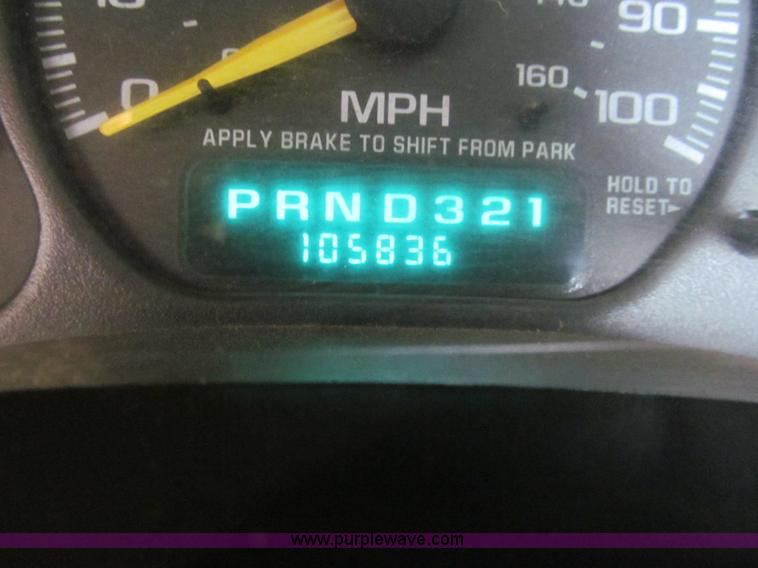 10
90
0
160
100
MPH
APPLY BRAKE TO SHIFT FROM PARK
HOLD TO
RESET
PRND321
105836
www.purplewave.com